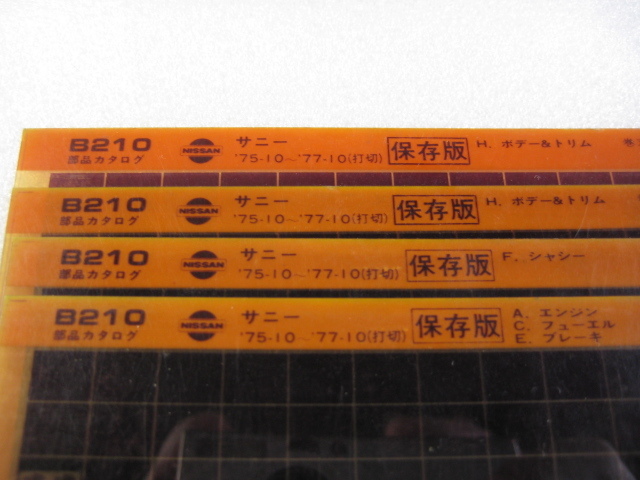 B210 NISSAN サニー
部品カタログ '75-10〜'77-10(打切) 保存版 H. ボデー&トリム
B210 NISSAN サニー
部品カタログ '75-10〜'77-10(打切) 保存版 H. ボデー&トリム
B210 NISSAN サニー
部品カタログ '75-10〜'77-10(打切) 保存版 F. シャシー
B210 NISSAN サニー
部品カタログ '75-10〜'77-10(打切) 保存版
A. エンジン
C. フューエル
E. ブレーキ